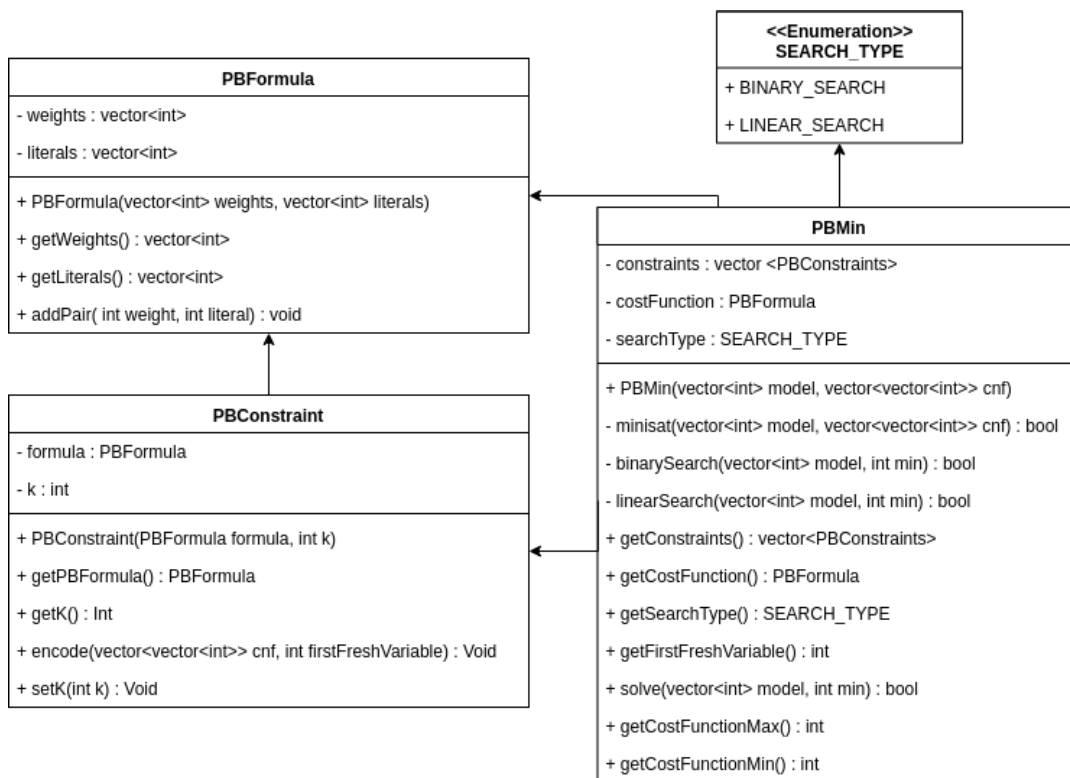 <<Enumeration>>
SEARCH_TYPE
+ BINARY_SEARCH
+ LINEAR_SEARCH
PBFormula
- weights : vector<int>
- literals : vector<int>
+ PBFormula(vector<int> weights, vector<int> literals)
+ getWeights() : vector<int>
+ getLiterals() : vector<int>
+ addPair( int weight, int literal) : void
PBConstraint
- formula : PBFormula
- k : int
+ PBConstraint(PBFormula formula, int k)
+ getPBFormula() : PBFormula
+ getK() : Int
+ encode(vector<vector<int>> cnf, int firstFreshVariable) : Void
+ setK(int k) : Void
PBMin
- constraints : vector <PBConstraints>
- costFunction : PBFormula
- searchType : SEARCH_TYPE
+ PBMin(vector<int> model, vector<vector<int>> cnf)
- minisat(vector<int> model, vector<vector<int>> cnf) : bool
- binarySearch(vector<int> model, int min) : bool
- linearSearch(vector<int> model, int min) : bool
+ getConstraints() : vector<PBConstraints>
+ getCostFunction() : PBFormula
+ getSearchType() : SEARCH_TYPE
+ getFirstFreshVariable() : int
+ solve(vector<int> model, int min) : bool
+ getCostFunctionMax() : int
+ getCostFunctionMin() : int